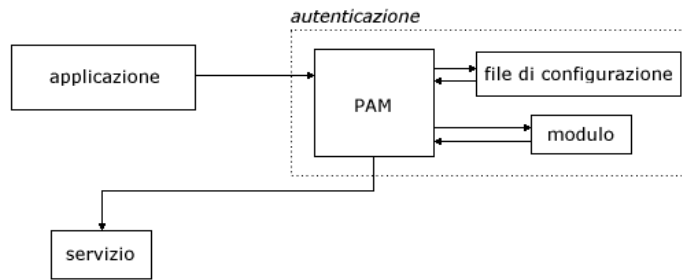 autenticazione
applicazione
file di configurazione
PAM
modulo
servizio